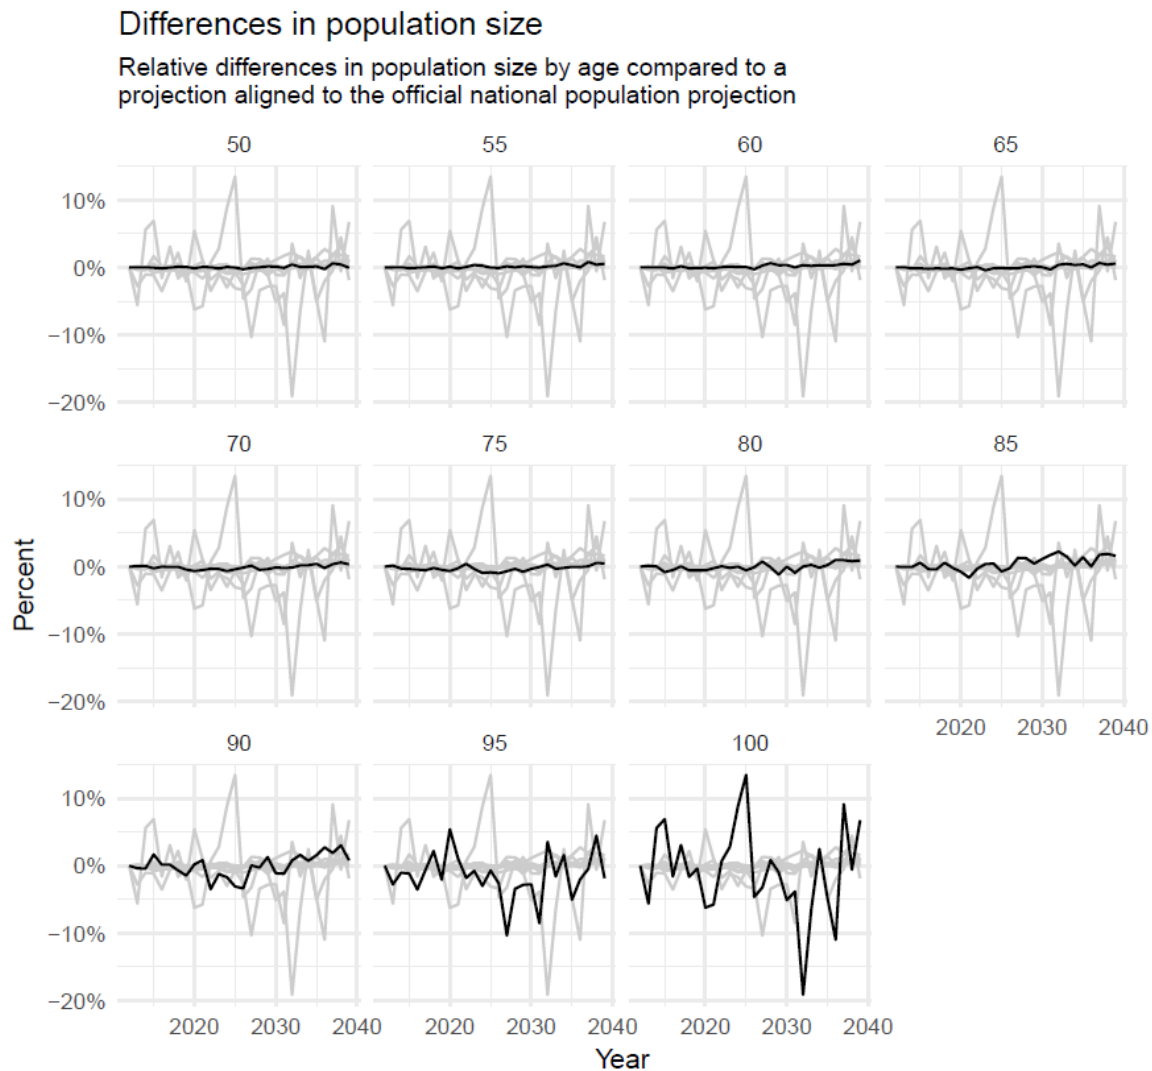 Differences in population size
Relative differences in population size by age compared to a
projection aligned to the official national population projection
50 55 60 65
10%
0%
−10%
−20%
70 75 80 85
10%
0%
−10%
−20%
2020 2030 2040
90 95 100
10%
0%
−10%
−20%
2020 2030 2040 2020 2030 2040 2020 2030 2040
Year
Percent